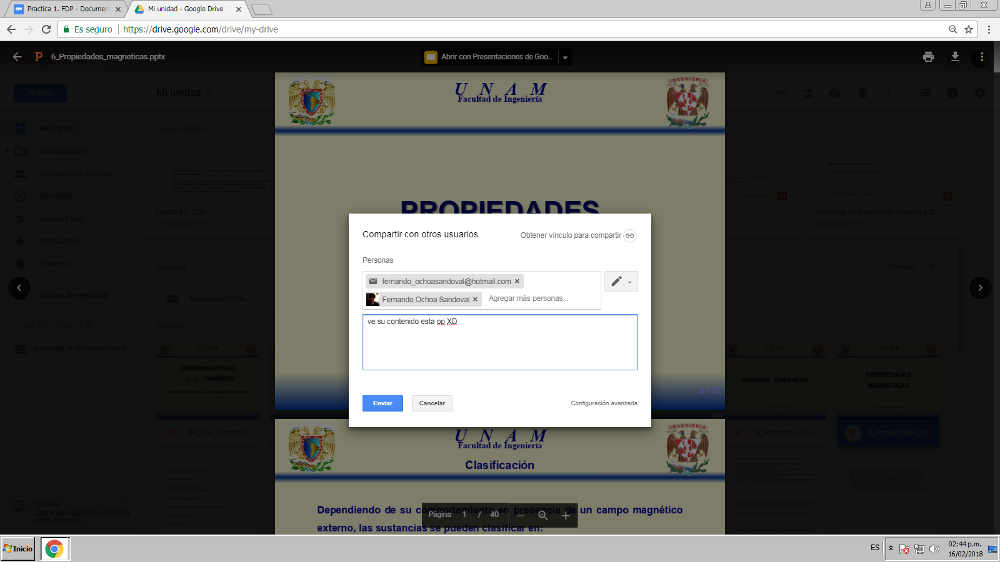 Practica 1. FDP - Document
Mi unidad - Google Drive
Es seguro
https://drive.google.com/drive/my-drive
P
6_Propiedades_magneticas.pptx
Abrir con Presentaciones de Goo...
NUEVO
Mi unidad
U N A M
Facultad de Ingeniería
INGENIERIA
Mi unidad
Computadoras
Compartidos conmigo
Recientes
Google Fotos
Destacados
Papelera
Copias de seguridad
Aumentar el almacenamiento
Obtener
Copia de seguridad y sincron
para Windows
Acceso rápido
Practica 1. FDP
Lo editaste hoy
Sistemas de ecuaciones lineales.pdf
Lo abriste hoy
Carpetas
Nombre
Archivos de FI pri...
Archivos
PROPIEDADES
Compartir con otros usuarios
Obtener vínculo para compartir
Personas
fernando_ochoasandoval@hotmail.com
Fernando Ochoa Sandoval
Agregar más personas...
ve su contenido esta op XD
Enviar
Cancelar
Configuración avanzada
EXPERIMENTO DE
J. J. THOMSON
01_Exp_Thomson...
NÚMEROS CUÁNTICOS
5_Numeros_cuan...
PROPIEDADES
MAGNÉTICAS
6_Propiedades_m...
U N A M
Facultad de Ingeniería
INGENIERIA
Clasificación
Dependiendo de su comportamiento en presencia de un campo magnético
externo, las sustancias se pueden clasificar en:
Página 1 / 40
Inicio
ES
02:44 p.m.
16/02/2018